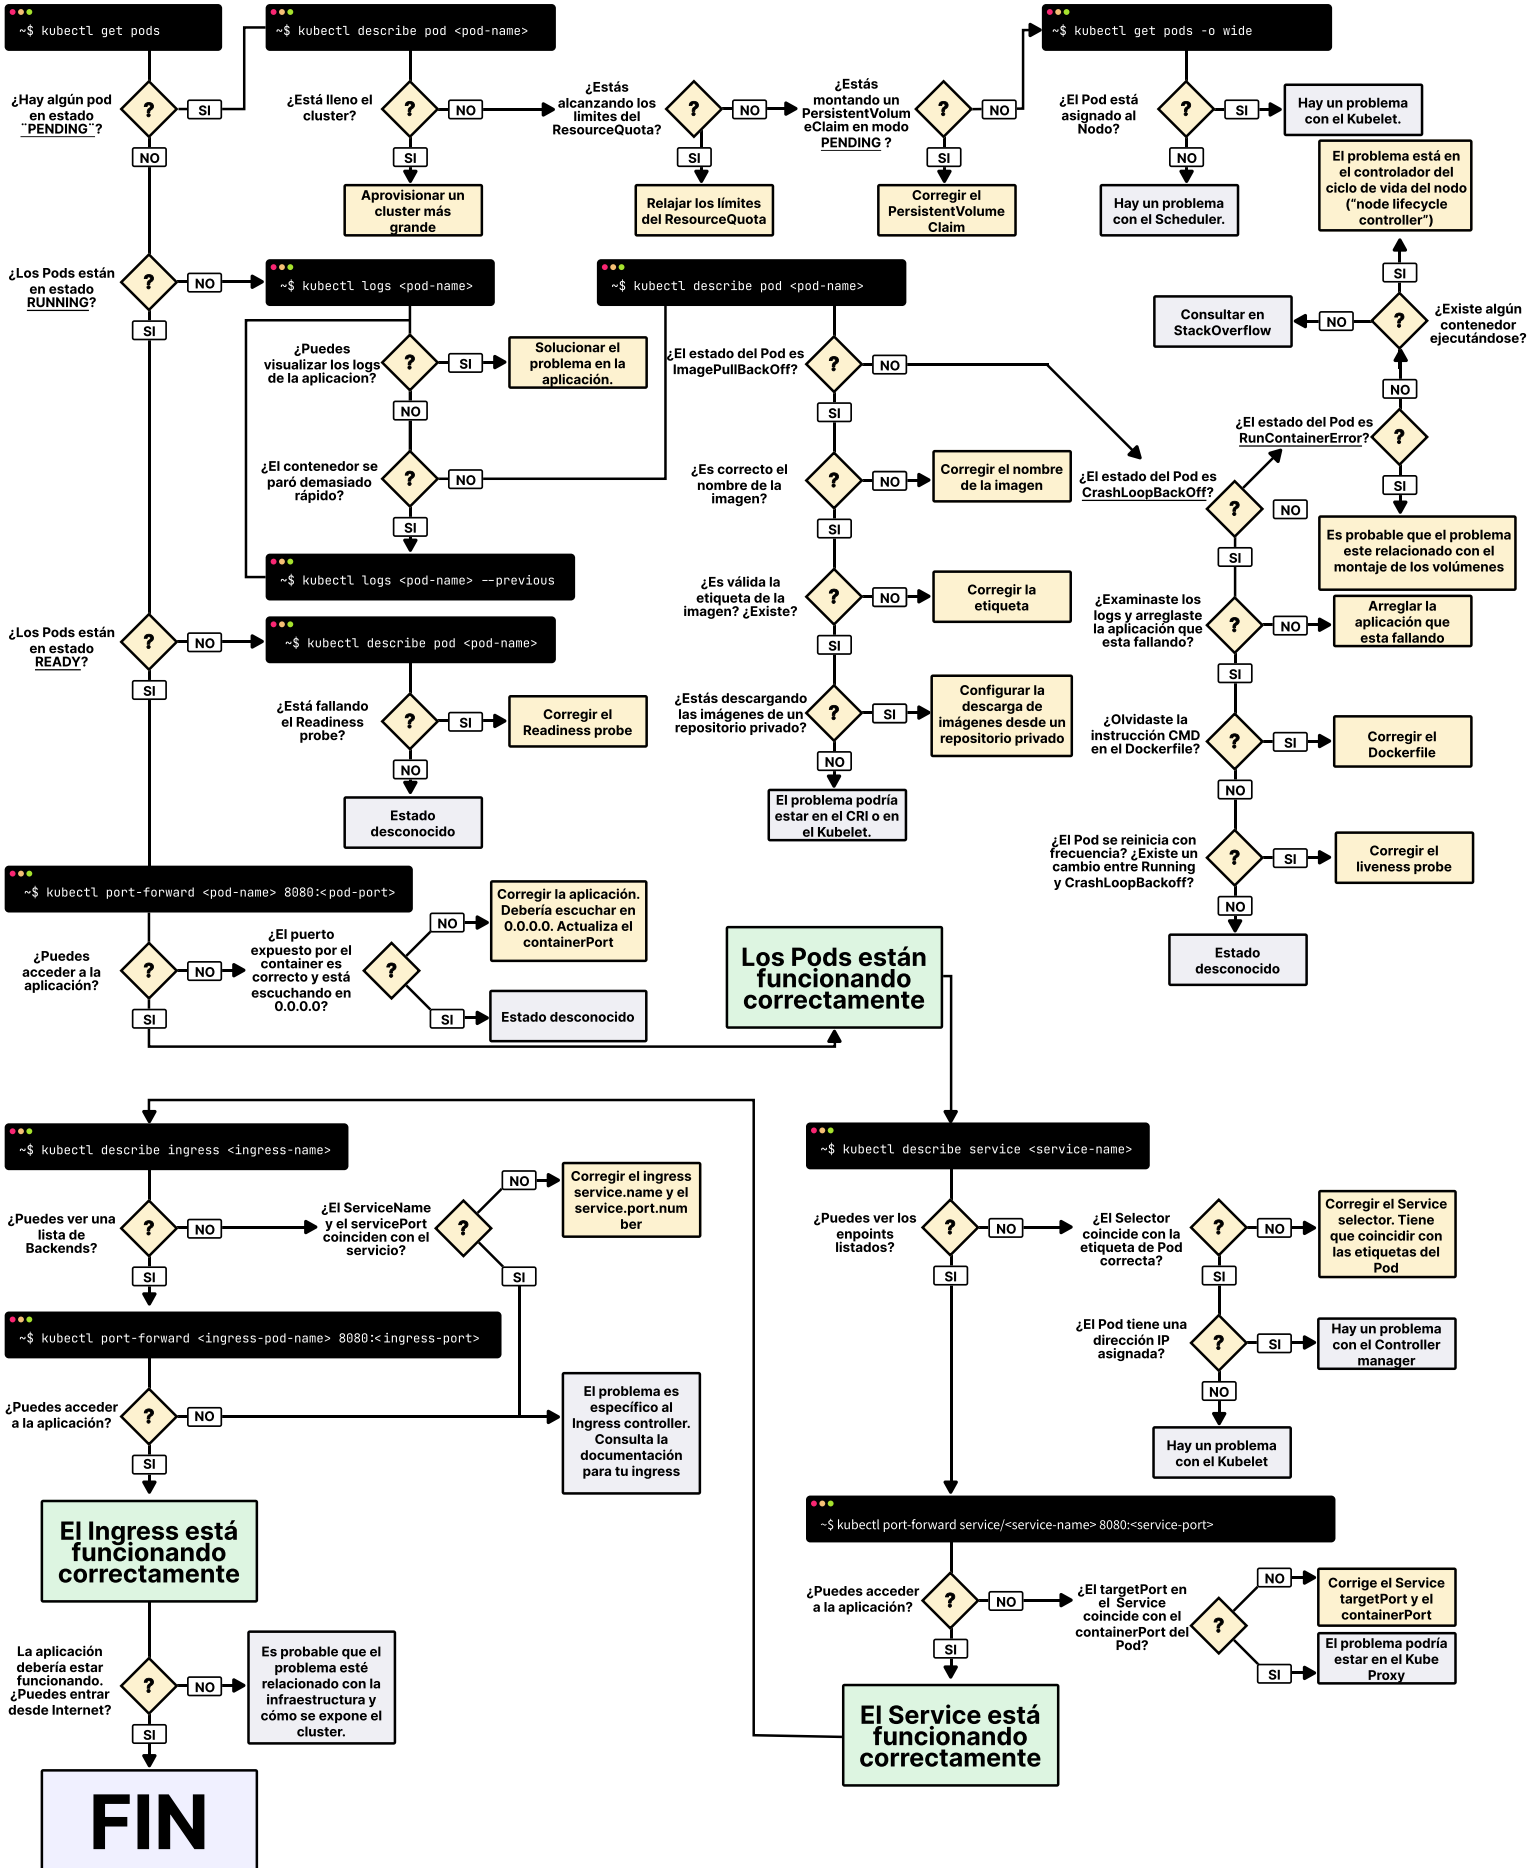 ~$ kubectl get pods
~$ kubectl describe pod <pod-name>
~$ kubectl get pods -o wide
¿Hay algún pod
en estado
¨PENDING¨?
?
SI
NO
¿Está lleno el
cluster?
?
NO
SI
Aprovisionar un
cluster más
grande
¿Estás
alcanzando los
limites del
ResourceQuota?
?
NO
SI
Relajar los límites
del ResourceQuota
¿Estás
montando un
PersistentVolum
eClaim en modo
PENDING ?
?
NO
SI
Corregir el
PersistentVolume
Claim
¿El Pod está
asignado al
Nodo?
?
SI
Hay un problema
con el Kubelet.
NO
Hay un problema
con el Scheduler.
El problema está en
el controlador del
ciclo de vida del nodo
(“node lifecycle
controller”)
SI
¿Existe algún
contenedor
ejecutándose?
?
NO
Consultar en
StackOverflow
NO
¿El estado del Pod es
RunContainerError?
?
SI
Es probable que el problema
este relacionado con el
montaje de los volúmenes
¿Los Pods están
en estado
RUNNING?
?
NO
SI
~$ kubectl logs <pod-name>
¿Puedes
visualizar los logs
de la aplicacion?
?
SI
Solucionar el
problema en la
aplicación.
NO
¿El contenedor se
paró demasiado
rápido?
?
NO
SI
~$ kubectl logs <pod-name> --previous
~$ kubectl describe pod <pod-name>
¿El estado del Pod es
ImagePullBackOff?
?
NO
SI
¿Es correcto el
nombre de la
imagen?
?
NO
Corregir el nombre
de la imagen
SI
¿Es válida la
etiqueta de la
imagen? ¿Existe?
?
NO
Corregir la
etiqueta
SI
¿Estás descargando
las imágenes de un
repositorio privado?
?
SI
Configurar la
descarga de
imágenes desde un
repositorio privado
NO
El problema podría
estar en el CRI o en
el Kubelet.
¿El estado del Pod es
CrashLoopBackOff?
?
NO
SI
¿Examinaste los
logs y arreglaste
la aplicación que
esta fallando?
?
NO
Arreglar la
aplicación que
esta fallando
SI
¿Olvidaste la
instrucción CMD
en el Dockerfile?
?
SI
Corregir el
Dockerfile
NO
¿El Pod se reinicia con
frecuencia? ¿Existe un
cambio entre Running
y CrashLoopBackoff?
?
SI
Corregir el
liveness probe
NO
Estado
desconocido
¿Los Pods están
en estado
READY?
?
NO
SI
~$ kubectl describe pod <pod-name>
¿Está fallando
el Readiness
probe?
?
SI
Corregir el
Readiness probe
NO
Estado
desconocido
~$ kubectl port-forward <pod-name> 8080:<pod-port>
¿Puedes
acceder a la
aplicación?
?
NO
SI
¿El puerto
expuesto por el
container es
correcto y está
escuchando en
0.0.0.0?
?
NO
Corregir la aplicación.
Debería escuchar en
0.0.0.0. Actualiza el
containerPort
SI
Estado desconocido
Los Pods están
funcionando
correctamente
~$ kubectl describe ingress <ingress-name>
¿Puedes ver una
lista de
Backends?
?
NO
SI
¿El ServiceName
y el servicePort
coinciden con el
servicio?
?
NO
Corregir el ingress
service.name y el
service.port.num
ber
SI
~$ kubectl port-forward <ingress-pod-name> 8080:<ingress-port>
¿Puedes acceder
a la aplicación?
?
NO
El problema es
específico al
Ingress controller.
Consulta la
documentación
para tu ingress
SI
El Ingress está
funcionando
correctamente
La aplicación
debería estar
funcionando.
¿Puedes entrar
desde Internet?
?
NO
Es probable que el
problema esté
relacionado con la
infraestructura y
cómo se expone el
cluster.
SI
FIN
~$ kubectl describe service <service-name>
¿Puedes ver los
enpoints
listados?
?
NO
SI
¿El Selector
coincide con la
etiqueta de Pod
correcta?
?
NO
Corregir el Service
selector. Tiene
que coincidir con
las etiquetas del
Pod
SI
¿El Pod tiene una
dirección IP
asignada?
?
SI
Hay un problema
con el Controller
manager
NO
Hay un problema
con el Kubelet
~$ kubectl port-forward service/<service-name> 8080:<service-port>
¿Puedes acceder
a la aplicación?
?
NO
SI
¿El targetPort en
el Service
coincide con el
containerPort del
Pod?
?
NO
Corrige el Service
targetPort y el
containerPort
SI
El problema podría
estar en el Kube
Proxy
El Service está
funcionando
correctamente